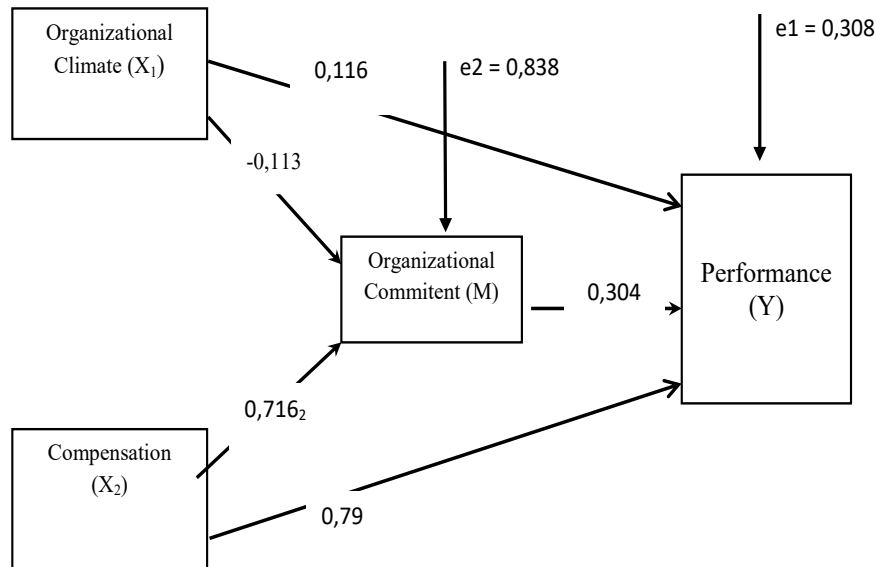 Organizational
Climate (X₁)
e1 = 0,308
0,116
e2 = 0,838
-0,113
Organizational
Commitent (M)
0,304
Performance
(Y)
0,716₂
Compensation
(X₂)
0,79